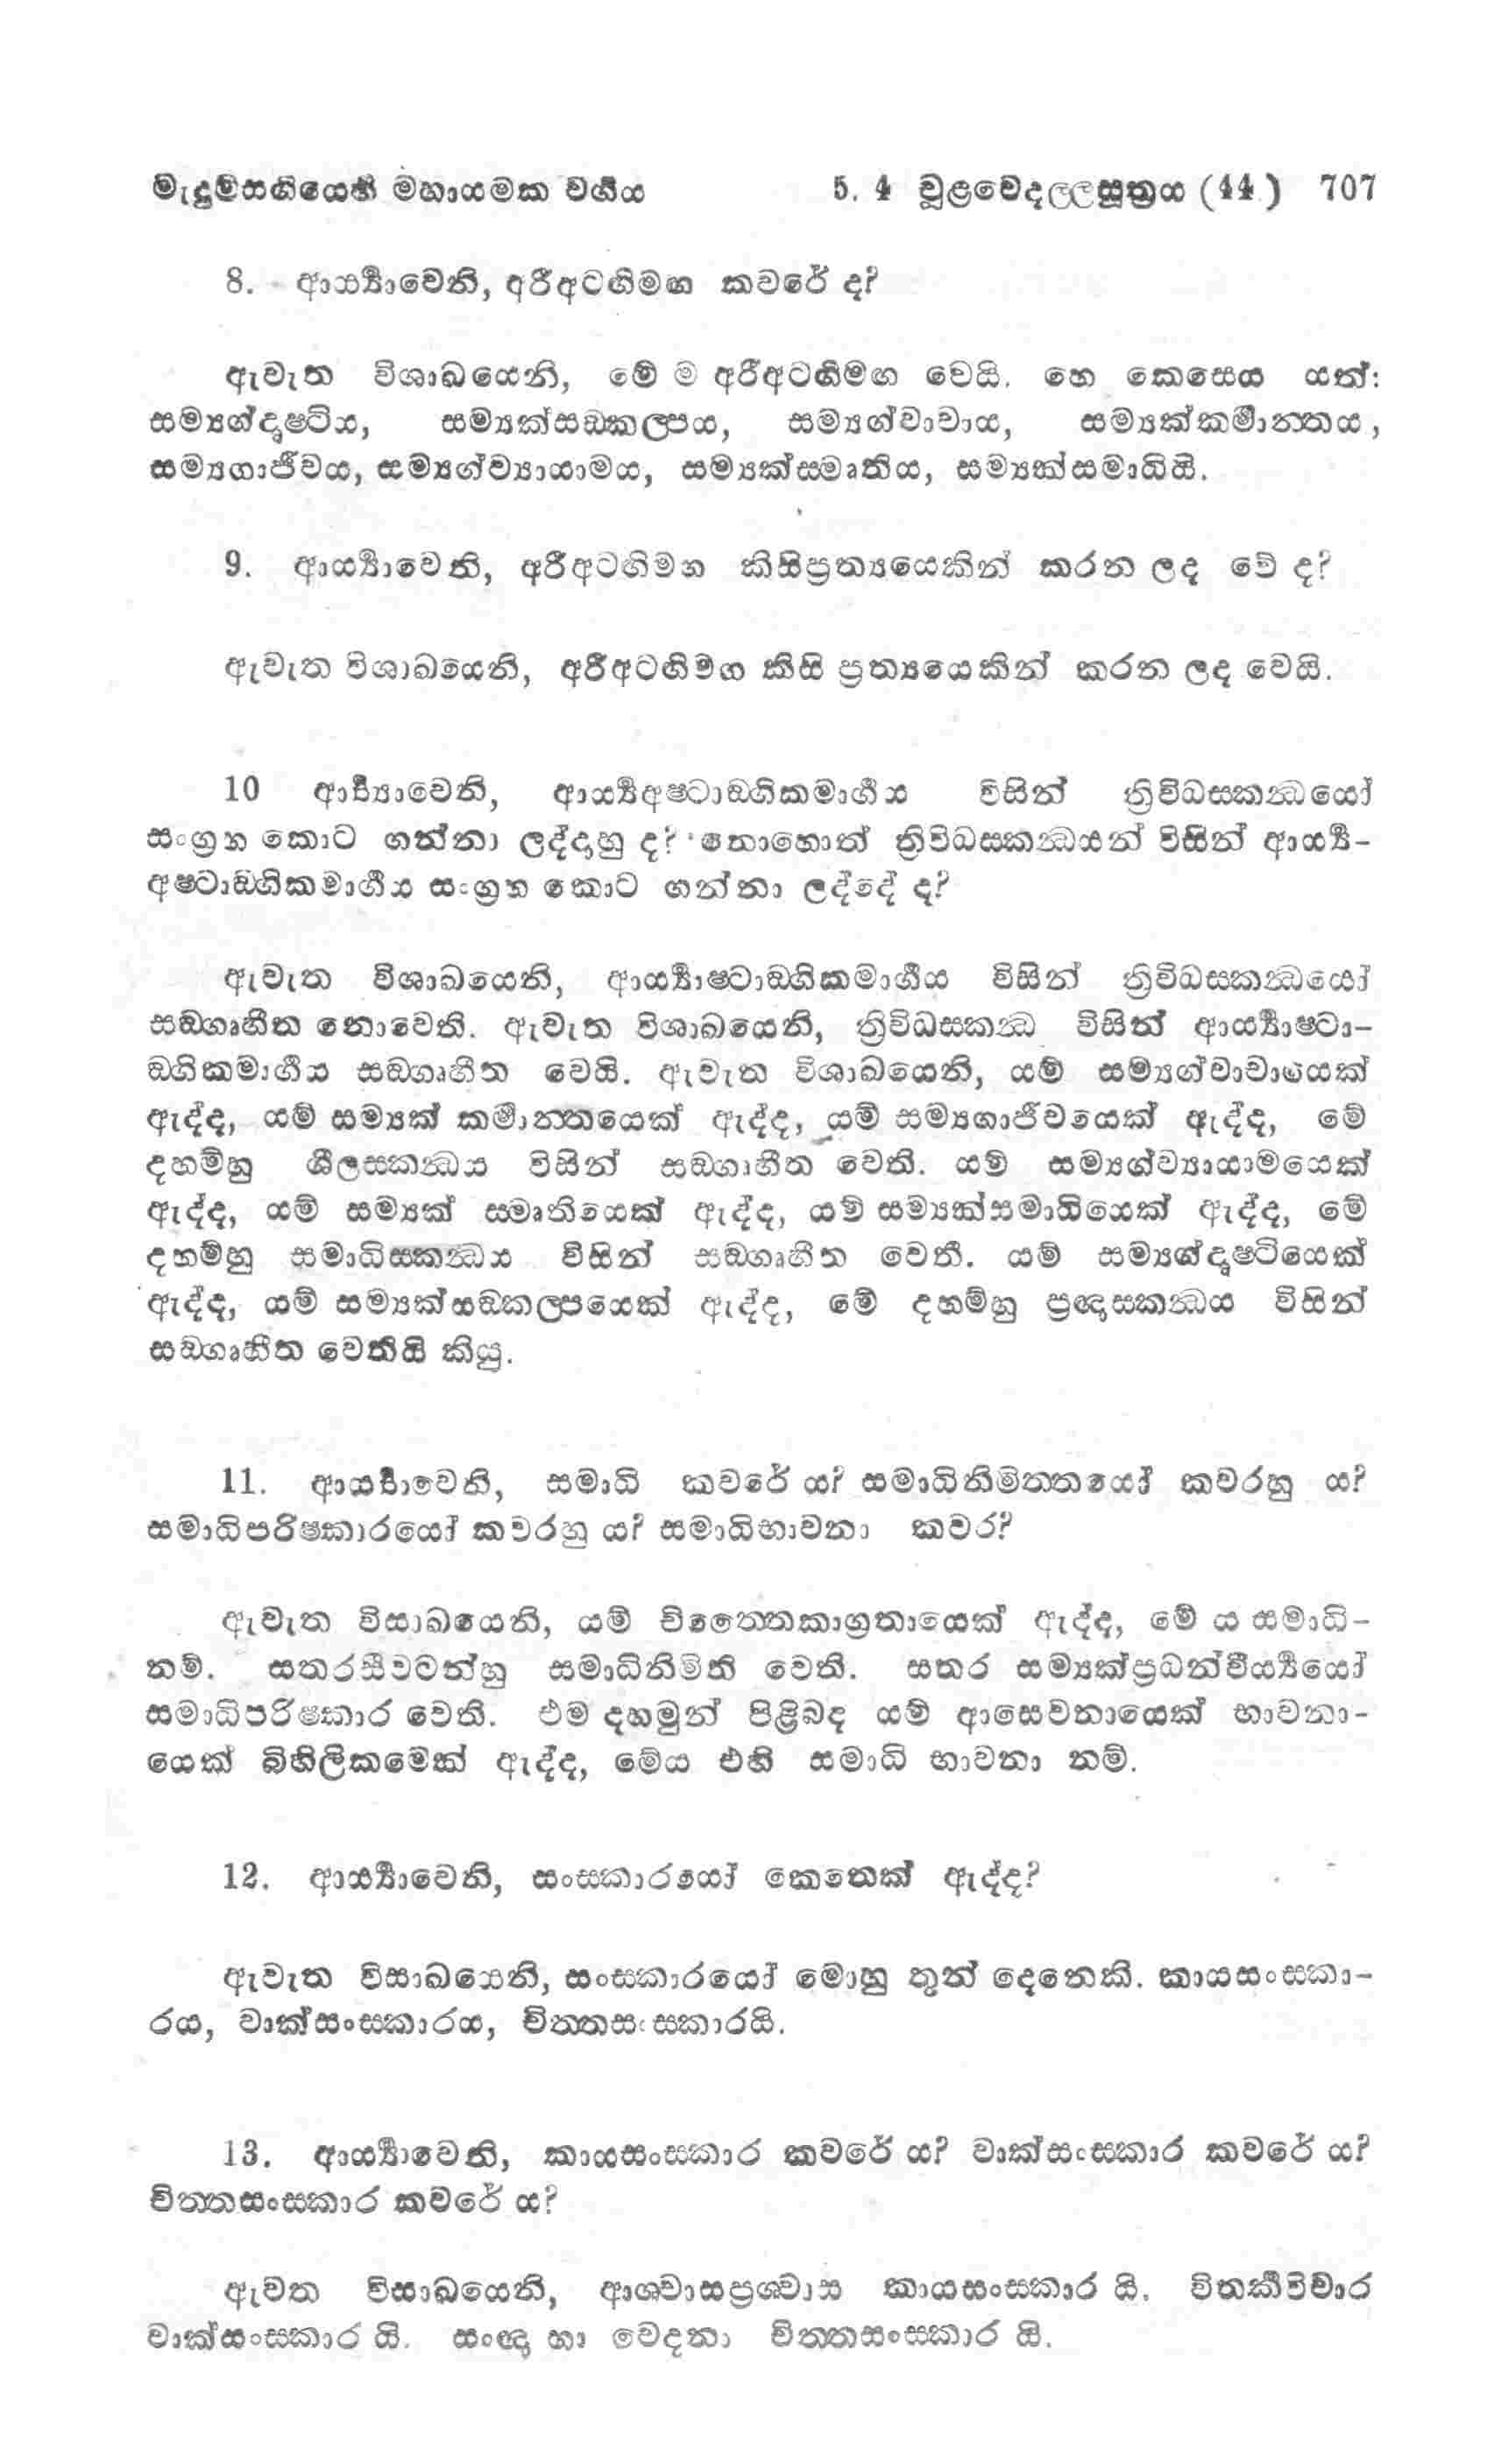 මැදුම්සඟියෙහි මහායමක වර්‍ගය 5. 4 චූළවේදල්ලසූත්‍රය (44) 707
8. ආර්‍ය්‍යාවෙනි, අරීඅටඟිමඟ කවරේ ද?
ඇවැත විශාඛයෙනි, මේ ම අරීඅටඟිමඟ වෙයි. හෙ කෙසෙය යත්:
සම්‍යග්දෘෂ්ටිය, සම්‍යක්සඞ්කල්පය, සම්‍යග්වාචාය, සම්‍යක්කර්‍මාන්තය,
සම්‍යගාජීවය, සම්‍යග්ව්‍යායාමය, සම්‍යක්ස්මෘතිය, සම්‍යක්සමාධියි.
9. ආර්‍ය්‍යාවෙනි, අරීඅටඟිමඟ කිසිප්‍රත්‍යයෙකින් කරන ලද වේ ද?
ඇවැත විශාඛයෙනි, අරීඅටඟිමඟ කිසි ප්‍රත්‍යයෙකින් කරන ලද වෙයි.
10 ආර්‍ය්‍යාවෙනි, ආර්‍ය්‍යඅෂ්ටාඞ්ගිකමාර්‍ගය විසින් ත්‍රිවිධස්කන්ධයෝ
සංග්‍රහ කොට ගන්නා ලද්දාහු ද? නොහොත් ත්‍රිවිධස්කන්ධයන් විසින් ආර්‍ය්‍ය-
අෂ්ටාඞ්ගිකමාර්‍ගය සංග්‍රහ කොට ගන්නා ලද්දේ ද?
ඇවැත විශාඛයෙනි, ආර්‍ය්‍යාෂ්ටාඞ්ගිකමාර්‍ගය විසින් ත්‍රිවිධස්කන්ධයෝ
සඞ්ගෘහීත නොවෙති. ඇවැත විශාඛයෙනි, ත්‍රිවිධස්කන්ධ විසින් ආර්‍ය්‍යාෂ්ටා-
ඞ්ගිකමාර්‍ගය සඞ්ගෘහීත වෙයි. ඇවැත විශාඛයෙනි, යම් සම්‍යග්වාචායෙක්
ඇද්ද, යම් සම්‍යක් කර්‍මාන්තයෙක් ඇද්ද, යම් සම්‍යගාජීවයෙක් ඇද්ද, මේ
දහම්හු ශීලස්කන්ධය විසින් සඞ්ගෘහීත වෙති. යම් සම්‍යග්ව්‍යායාමයෙක්
ඇද්ද, යම් සම්‍යක් ස්මෘතියෙක් ඇද්ද, යම් සම්‍යක්සමාධියෙක් ඇද්ද, මේ
දහම්හු සමාධිස්කන්ධය විසින් සඞ්ගෘහීත වෙතී. යම් සම්‍යග්දෘෂ්ටියෙක්
ඇද්ද, යම් සම්‍යක්සඞ්කල්පයෙක් ඇද්ද, මේ දහම්හු ප්‍රඥාස්කන්ධය විසින්
සඞ්ගෘහීත වෙතියි කියු.
11. ආර්‍ය්‍යාවෙනි, සමාධි කවරේ ය? සමාධිනිමිත්තයෝ කවරහු ය?
සමාධිපරිෂ්කාරයෝ කවරහු ය? සමාධිභාවනා කවර?
ඇවැත විසාඛයෙනි, යම් චිත්තෛකාග්‍රතායෙක් ඇද්ද, මේ ය සමාධි-
නම්. සතරසීවටන්හු සමාධිනිමිති වෙති. සතර සම්‍යක්ප්‍රධන්වීර්‍ය්‍යයෝ
සමාධිපරිෂ්කාර වෙති. එම දහමුන් පිළිබඳ යම් ආසෙවනායෙක් භාවනා-
යෙක් බිහිලිකමෙක් ඇද්ද, මේය එහි සමාධි භාවනා නම්.
12. ආර්‍ය්‍යාවෙනි, සංස්කාරයෝ කෙතෙක් ඇද්ද?
ඇවැත විසාඛයෙනි, සංස්කාරයෝ මොහු තුන් දෙනෙකි. කායසංස්කා-
රය, වාක්සංස්කාරය, චිත්තසංස්කාරයි.
13. ආර්‍ය්‍යාවෙනි, කායසංස්කාර කවරේ ය? වාක්සංස්කාර කවරේ ය?
චිත්තසංස්කාර කවරේ ය?
ඇවත විසාඛයෙනි, ආශ්වාසප්‍රශ්වාස කායසංස්කාර යි. විතර්‍කවිචාර
වාක්සංස්කාර යි. සංඥා හා වේදනා චිත්තසංස්කාර යි.